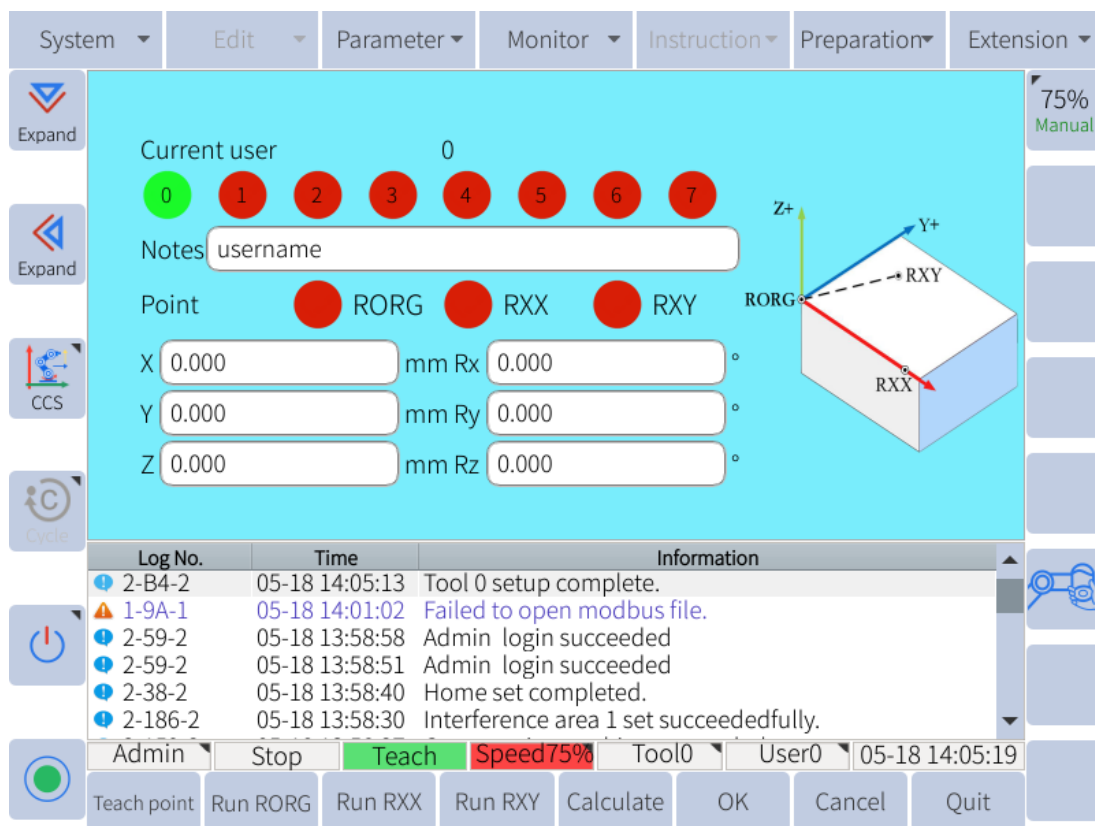 System Edit Parameter Monitor Instruction Preparation Extension
Expand
75%
Manual
Current user 0
0 1 2 3 4 5 6 7
Expand
Notes username
Point RORG RXX RXY
X 0.000 mm Rx 0.000 °
Y 0.000 mm Ry 0.000 °
Z 0.000 mm Rz 0.000 °
Z+
Y+
RXY
RORG
RXX
CCS
Cycle
Log No. Time Information
2-B4-2 05-18 14:05:13 Tool 0 setup complete.
1-9A-1 05-18 14:01:02 Failed to open modbus file.
2-59-2 05-18 13:58:58 Admin login succeeded
2-59-2 05-18 13:58:51 Admin login succeeded
2-38-2 05-18 13:58:40 Home set completed.
2-186-2 05-18 13:58:30 Interference area 1 set succeededfully.
Admin Stop Teach Speed75% Tool0 User0 05-18 14:05:19
Teach point Run RORG Run RXX Run RXY Calculate OK Cancel Quit